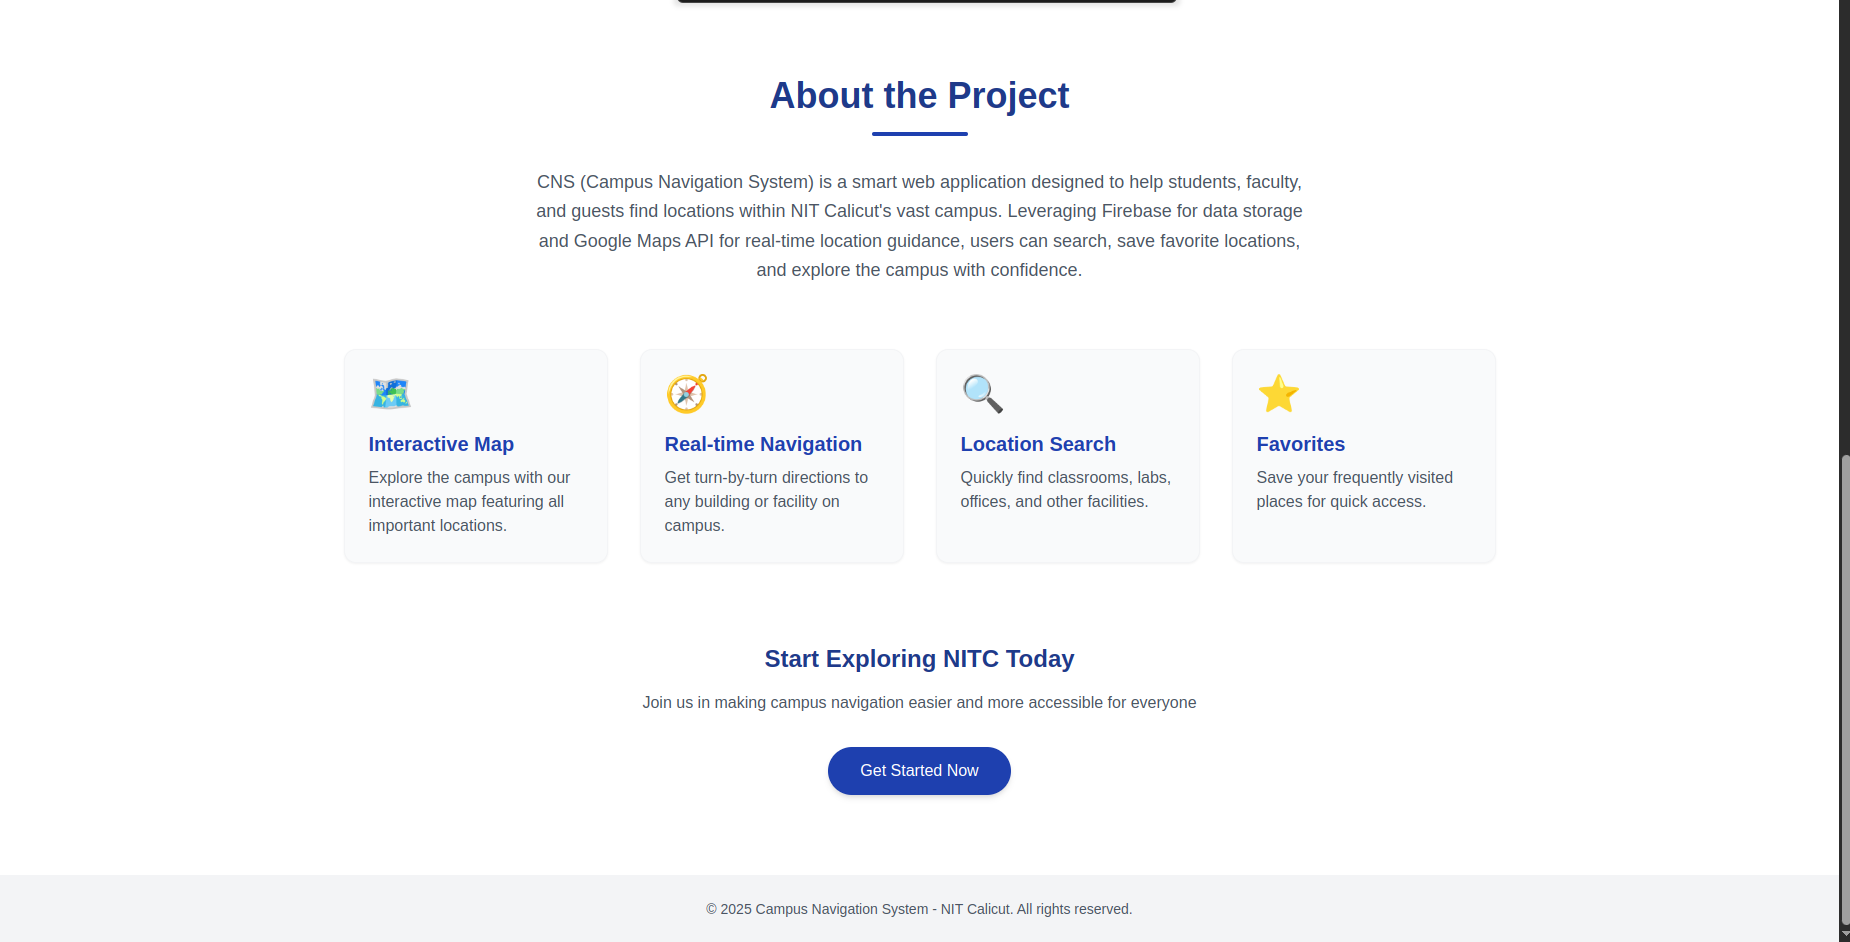 About the Project
CNS (Campus Navigation System) is a smart web application designed to help students, faculty,
and guests find locations within NIT Calicut's vast campus. Leveraging Firebase for data storage
and Google Maps API for real-time location guidance, users can search, save favorite locations,
and explore the campus with confidence.
Interactive Map
Explore the campus with our
interactive map featuring all
important locations.
Real-time Navigation
Get turn-by-turn directions to
any building or facility on
campus.
Location Search
Quickly find classrooms, labs,
offices, and other facilities.
Favorites
Save your frequently visited
places for quick access.
Start Exploring NITC Today
Join us in making campus navigation easier and more accessible for everyone
Get Started Now
© 2025 Campus Navigation System - NIT Calicut. All rights reserved.